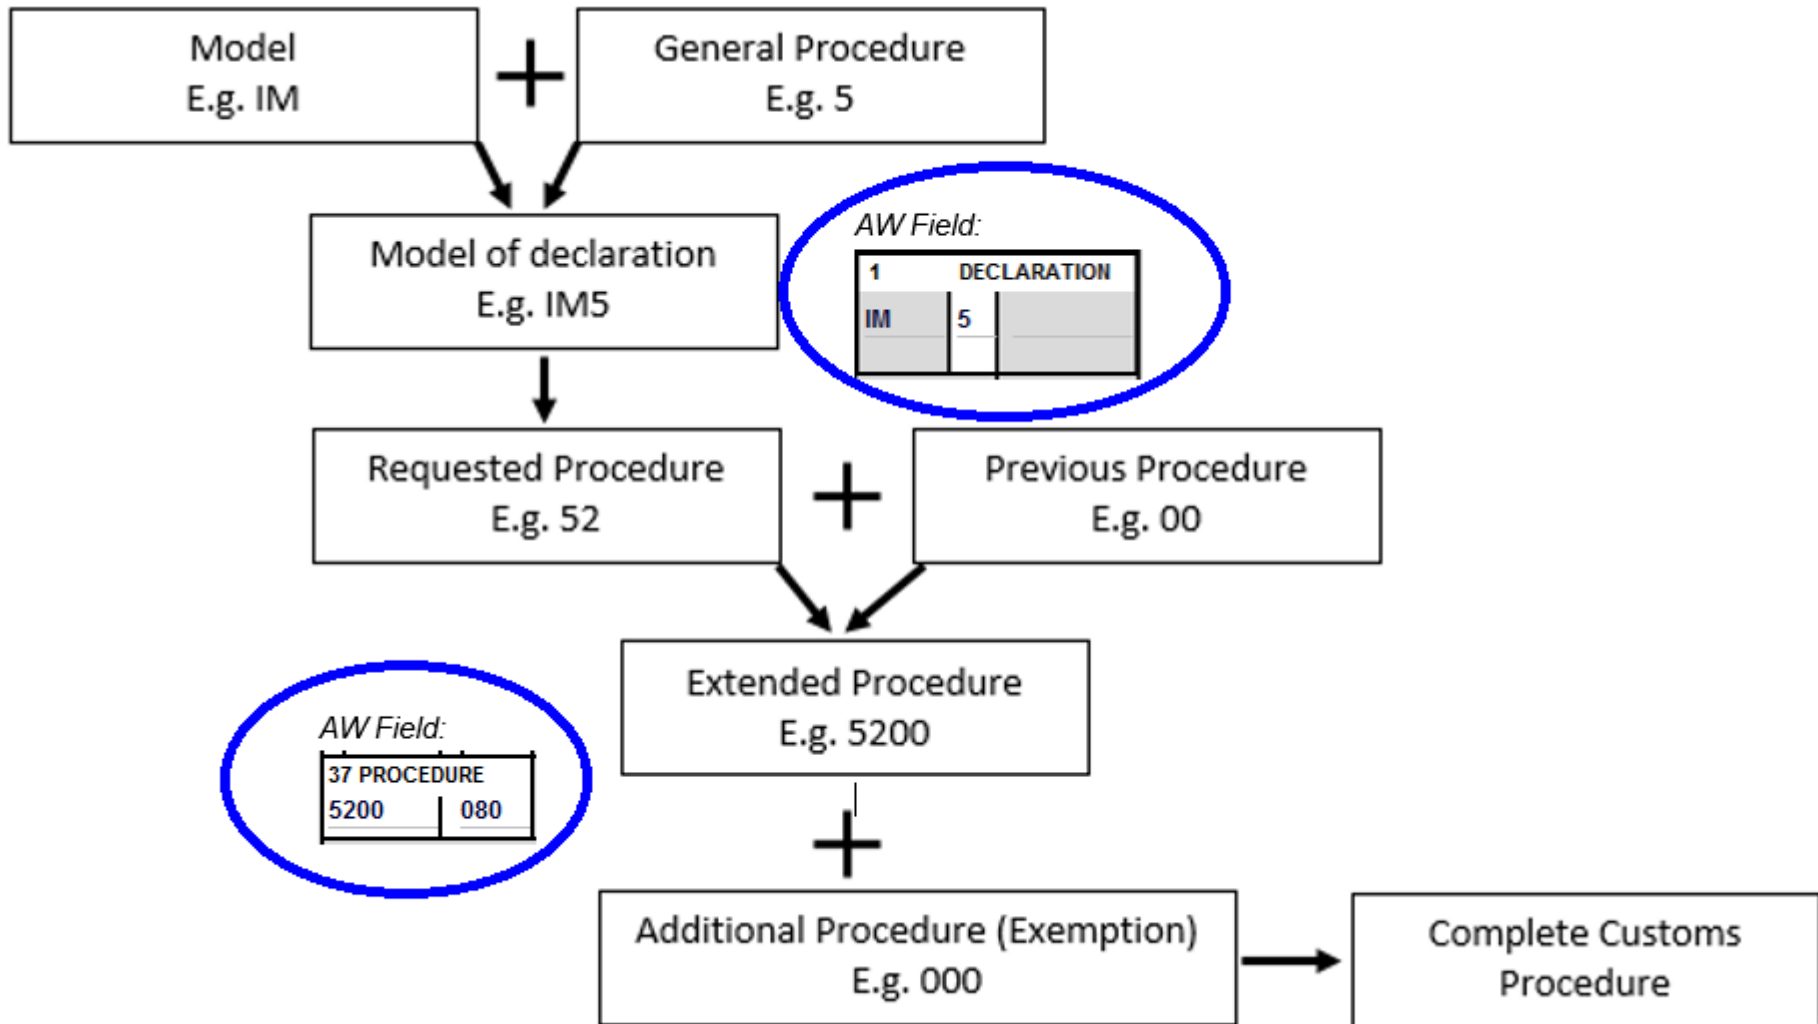 Model
E.g. IM
General Procedure
E.g. 5
Model of declaration
E.g. IM5
AW Field:
1 DECLARATION
IM 5
Requested Procedure
E.g. 52
Previous Procedure
E.g. 00
Extended Procedure
E.g. 5200
AW Field:
37 PROCEDURE
5200 080
Additional Procedure (Exemption)
E.g. 000
Complete Customs
Procedure